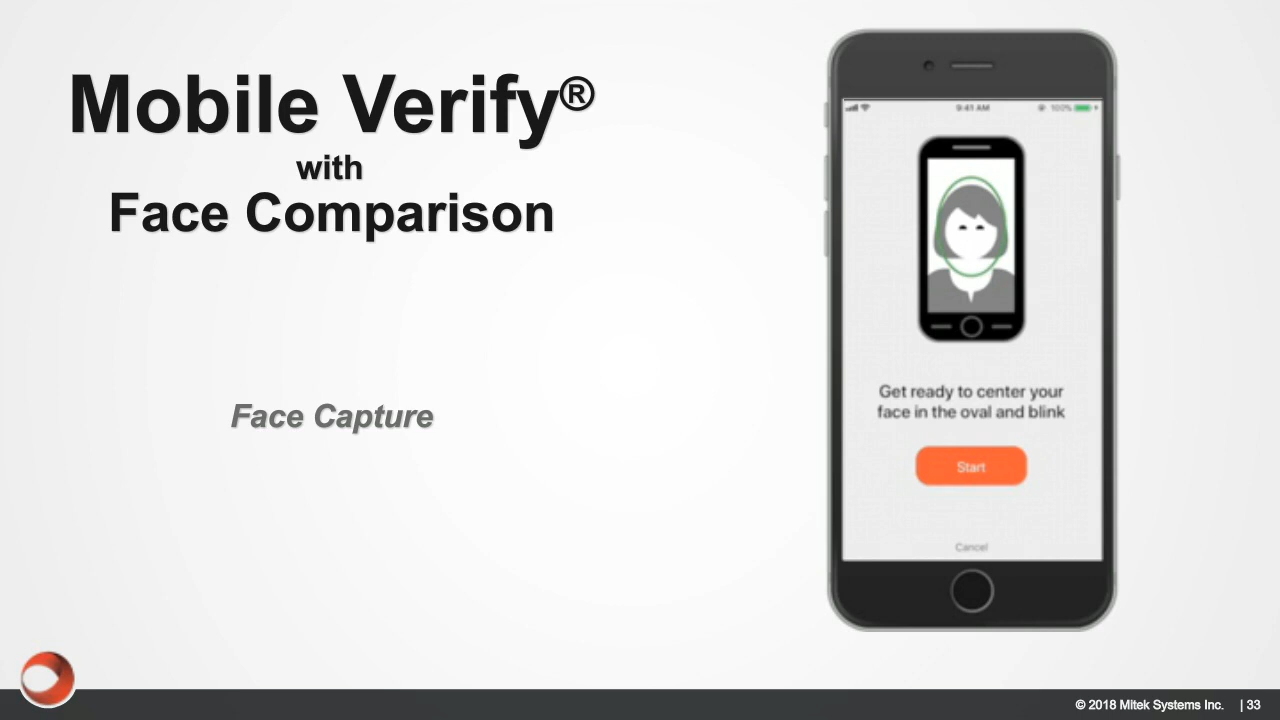 Mobile Verify®
with
Face Comparison
Face Capture
9:41 AM
100%
Get ready to center your
face in the oval and blink
Start
Cancel
© 2018 Mitek Systems Inc. | 33